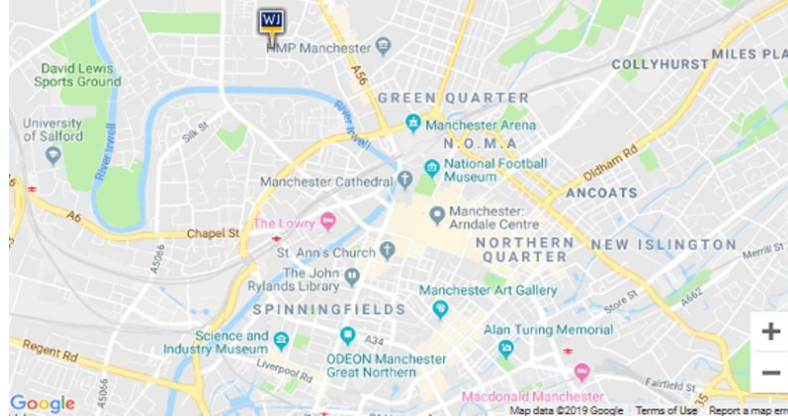 WJ
HMP Manchester
A56
COLLYHURST
MILES PLA
David Lewis
Sports Ground
GREEN QUARTER
University
of Salford
Silk St
River Irwell
River Irwell
Manchester Arena
N.O.M.A
National Football
Museum
Oldham Rd
Manchester Cathedral
ANCOATS
A6
A6
The Lowry
Manchester:
Arndale Centre
Chapel St
A5066
St. Ann's Church
NORTHERN
QUARTER
NEW ISLINGTON
Merrill St
The John
Rylands Library
Manchester Art Gallery
Store St
A662
SPINNINGFIELDS
Science and
Industry Museum
A34
Alan Turing Memorial
+
Regent Rd
ODEON Manchester
Great Northern
Liverpool Rd
−
Macdonald Manchester
Fairfield St
A5066
Google
Map data ©2019 Google
Terms of Use
Report a map err